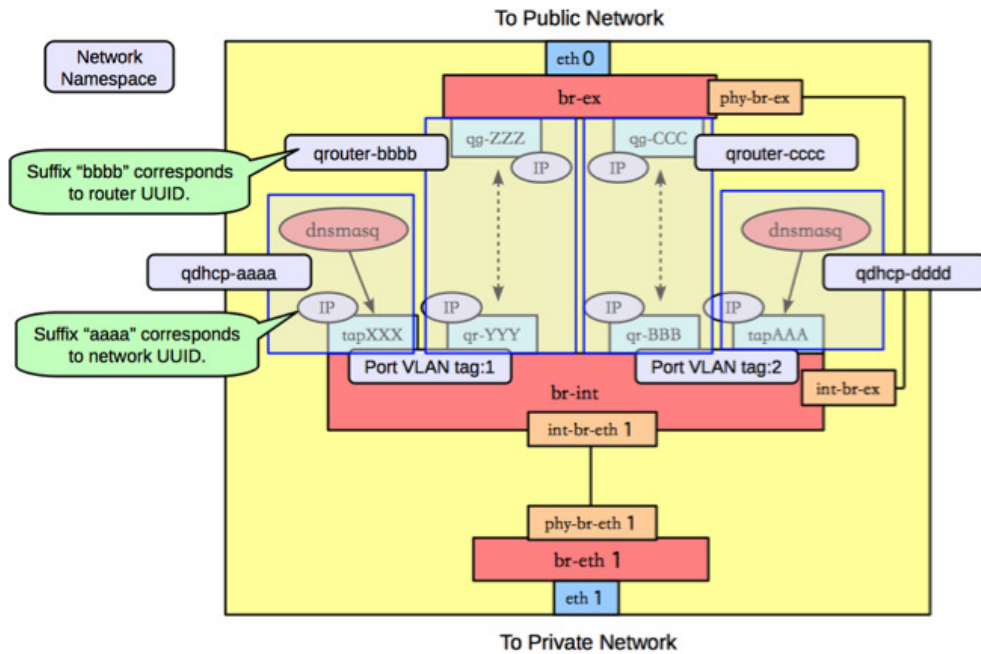 To Public Network
Network
Namespace
eth 0
br-ex
phy-br-ex
qrouter-bbbb
qg-ZZZ
IP
qg-CCC
IP
qrouter-cccc
Suffix “bbbb” corresponds
to router UUID.
dnsmasq
dnsmasq
qdhcp-aaaa
qdhcp-dddd
Suffix “aaaa” corresponds
to network UUID.
IP
tapXXX
IP
qr-YYY
IP
qr-BBB
IP
tapAAA
Port VLAN tag:1
Port VLAN tag:2
br-int
int-br-ex
int-br-eth 1
phy-br-eth 1
br-eth 1
eth 1
To Private Network